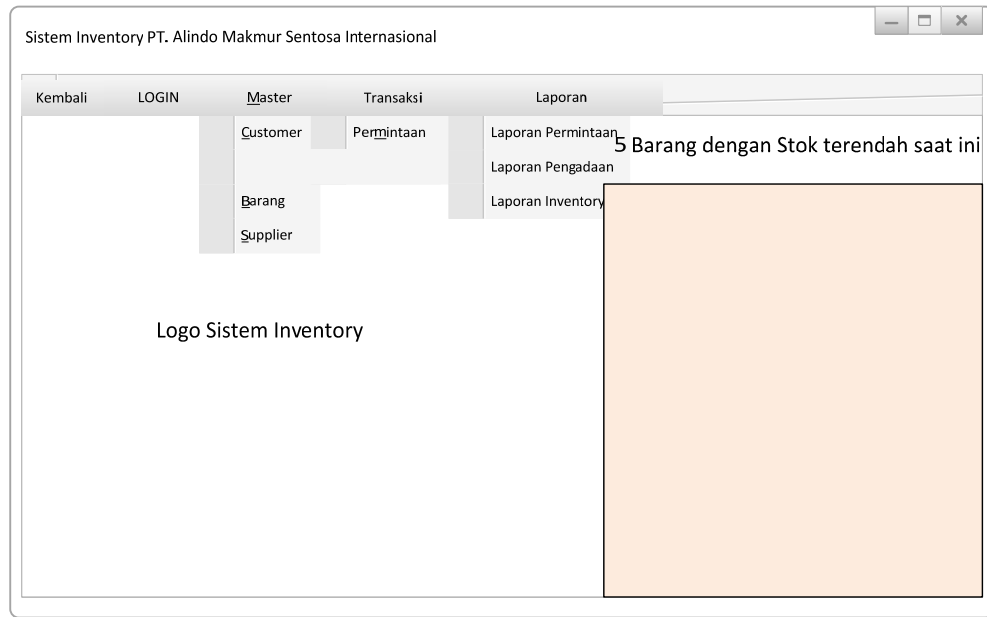 Sistem Inventory PT. Alindo Makmur Sentosa Internasional
Kembali LOGIN Master Transaksi Laporan
Customer Permintaan Laporan Permintaan
5 Barang dengan Stok terendah saat ini
Laporan Pengadaan
Barang Laporan Inventory
Supplier
Logo Sistem Inventory